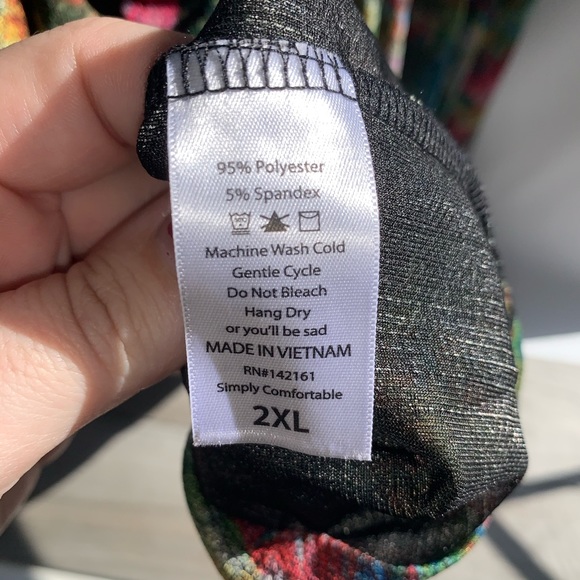 95% Polyester
5% Spandex
Machine Wash Cold
Gentle Cycle
Do Not Bleach
Hang Dry
or you'll be sad
MADE IN VIETNAM
RN#142161
Simply Comfortable
2XL